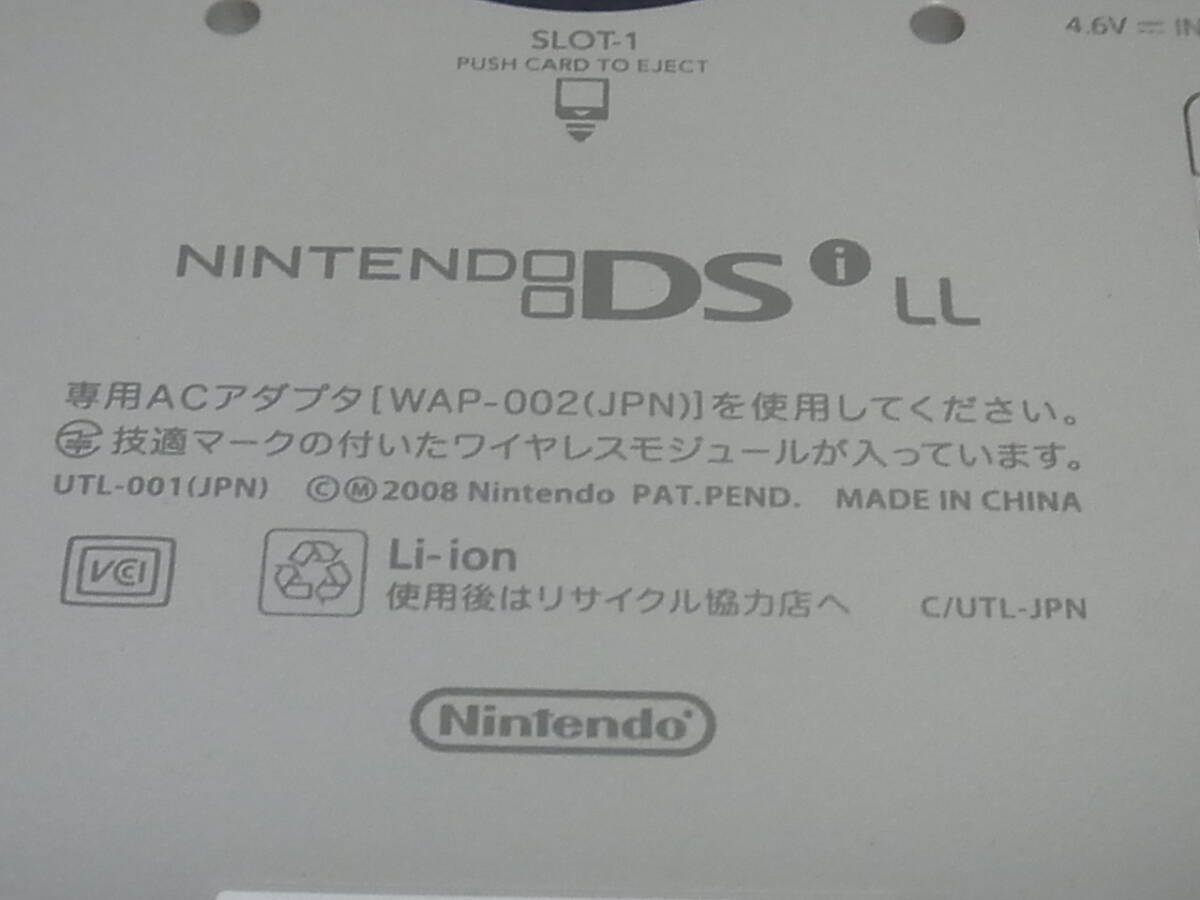 SLOT-1
PUSH CARD TO EJECT
4.6V ⎓ IN
NINTENDO DSi LL
専用ACアダプタ[WAP-002(JPN)]を使用してください。
技適マークの付いたワイヤレスモジュールが入っています。
UTL-001(JPN) ©Ⓜ2008 Nintendo PAT.PEND. MADE IN CHINA
VCI
Li-ion
使用後はリサイクル協力店へ C/UTL-JPN
Nintendo